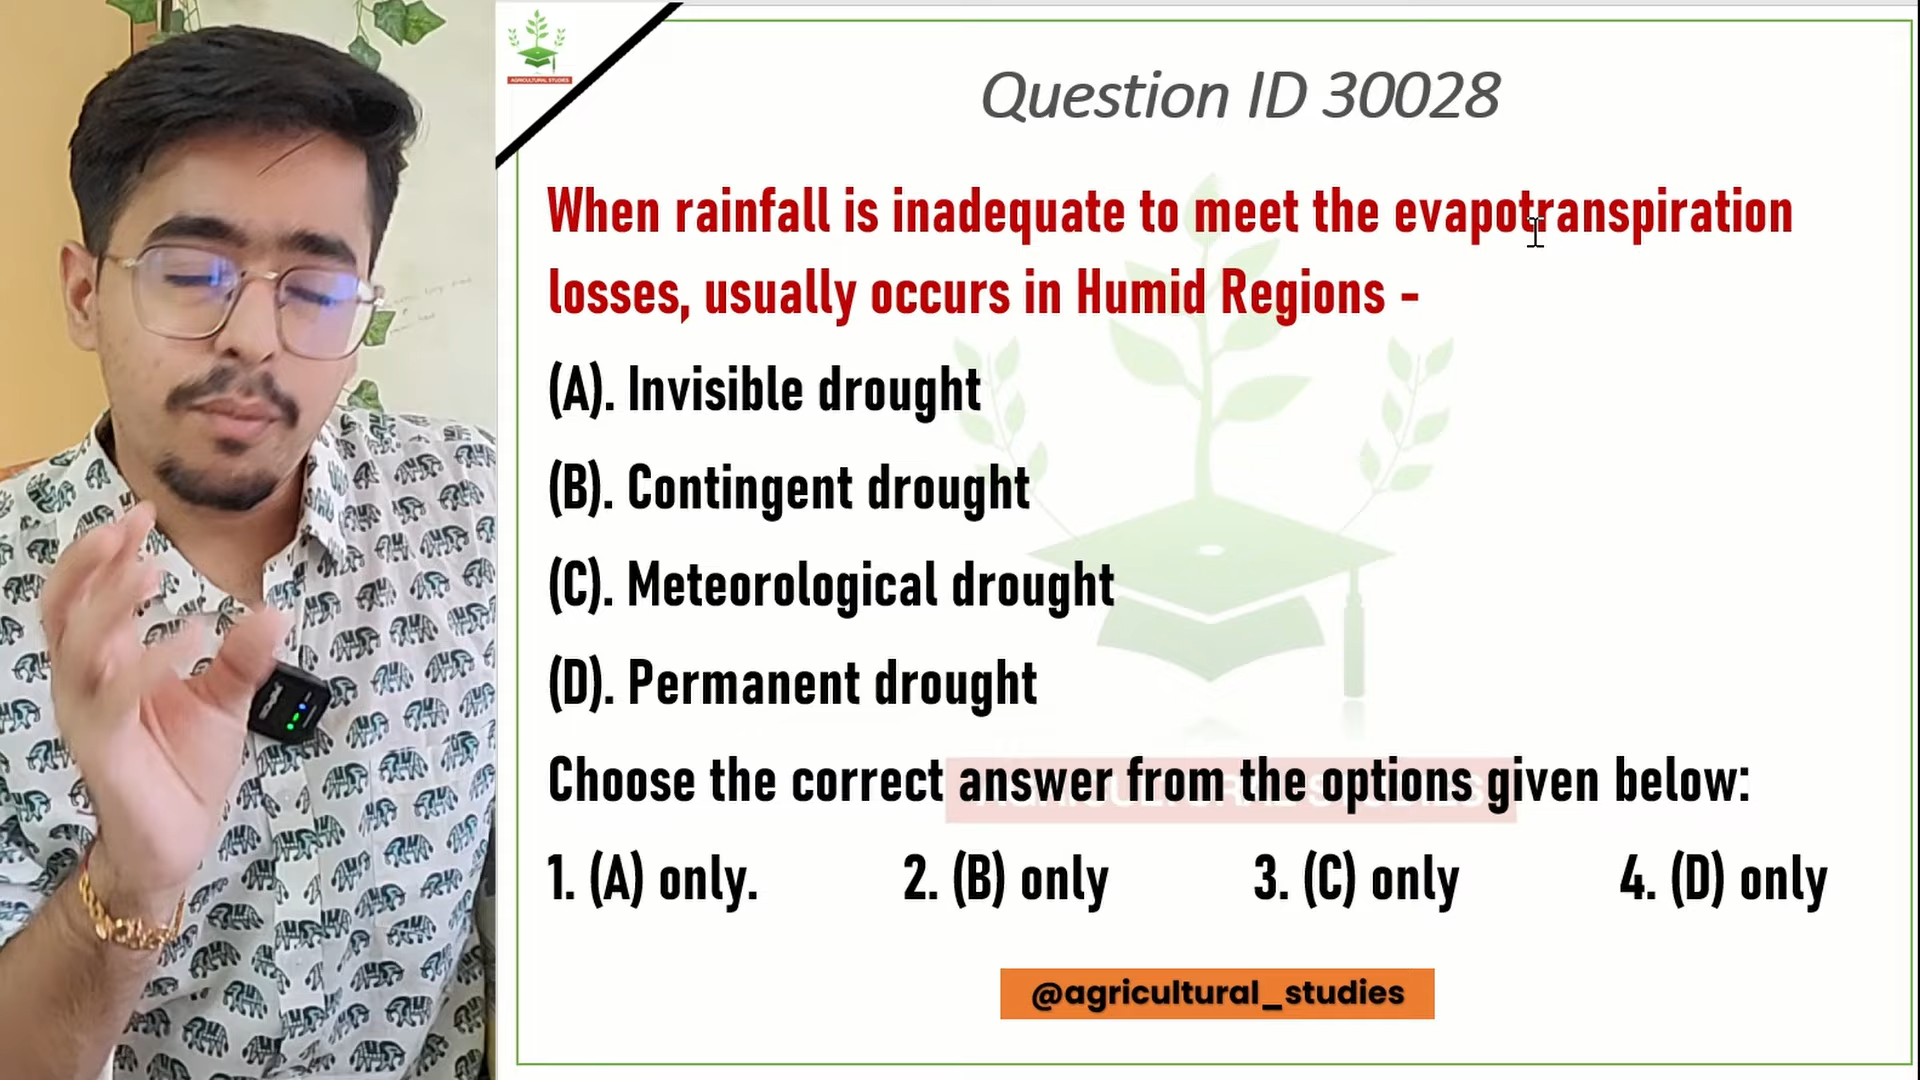 AGRICULTURAL STUDIES
Question ID 30028
When rainfall is inadequate to meet the evapotranspiration
losses, usually occurs in Humid Regions -
(A). Invisible drought
(B). Contingent drought
(C). Meteorological drought
(D). Permanent drought
Choose the correct answer from the options given below:
1. (A) only. 2. (B) only 3. (C) only 4. (D) only
@agricultural_studies